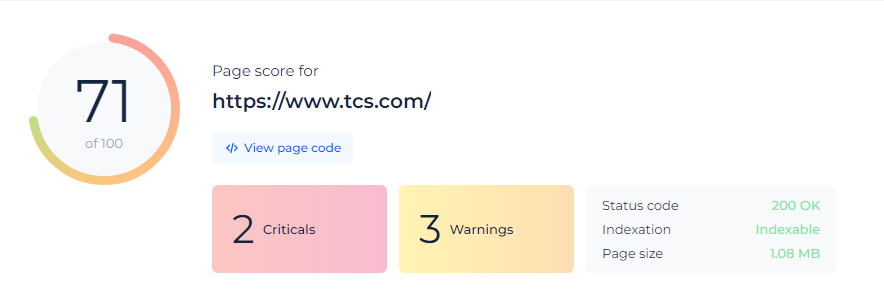 71
of 100
Page score for
https://www.tcs.com/
</> View page code
2 Criticals
3 Warnings
Status code 200 OK
Indexation Indexable
Page size 1.08 MB